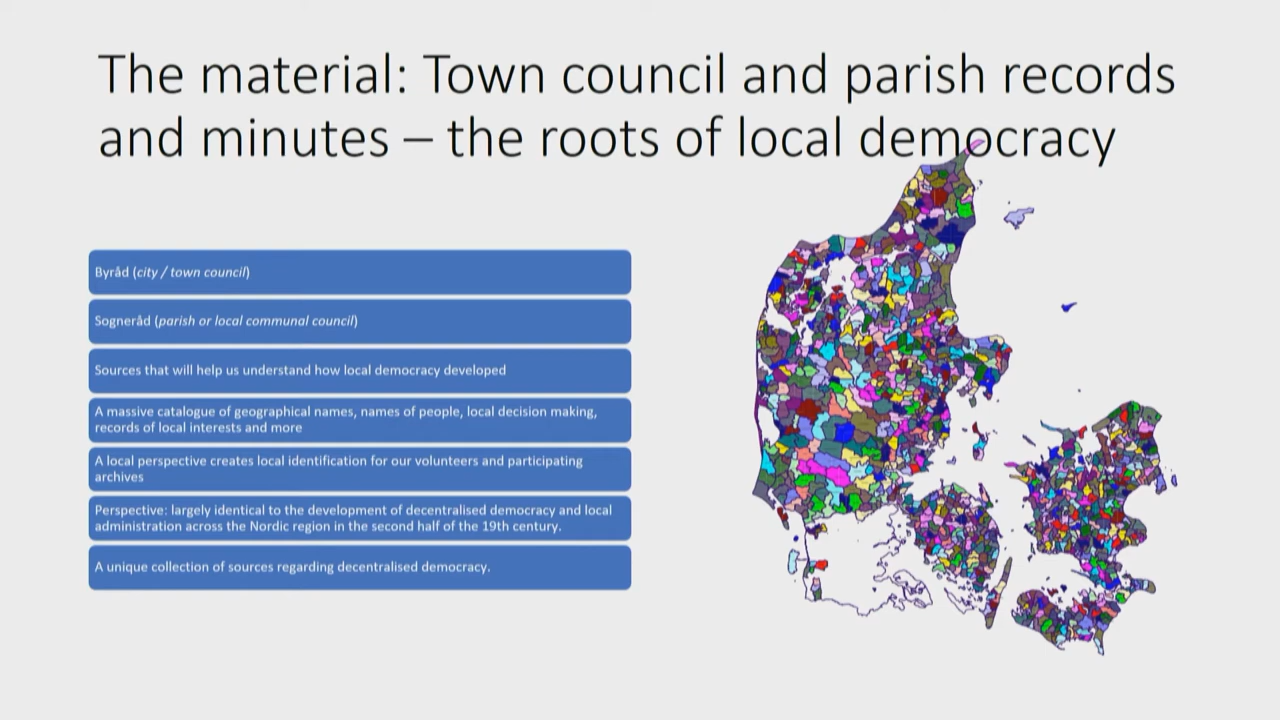 The material: Town council and parish records
and minutes – the roots of local democracy
Byråd (city / town council)
Sogneråd (parish or local communal council)
Sources that will help us understand how local democracy developed
A massive catalogue of geographical names, names of people, local decision making,
records of local interests and more
A local perspective creates local identification for our volunteers and participating
archives
Perspective: largely identical to the development of decentralised democracy and local
administration across the Nordic region in the second half of the 19th century.
A unique collection of sources regarding decentralised democracy.